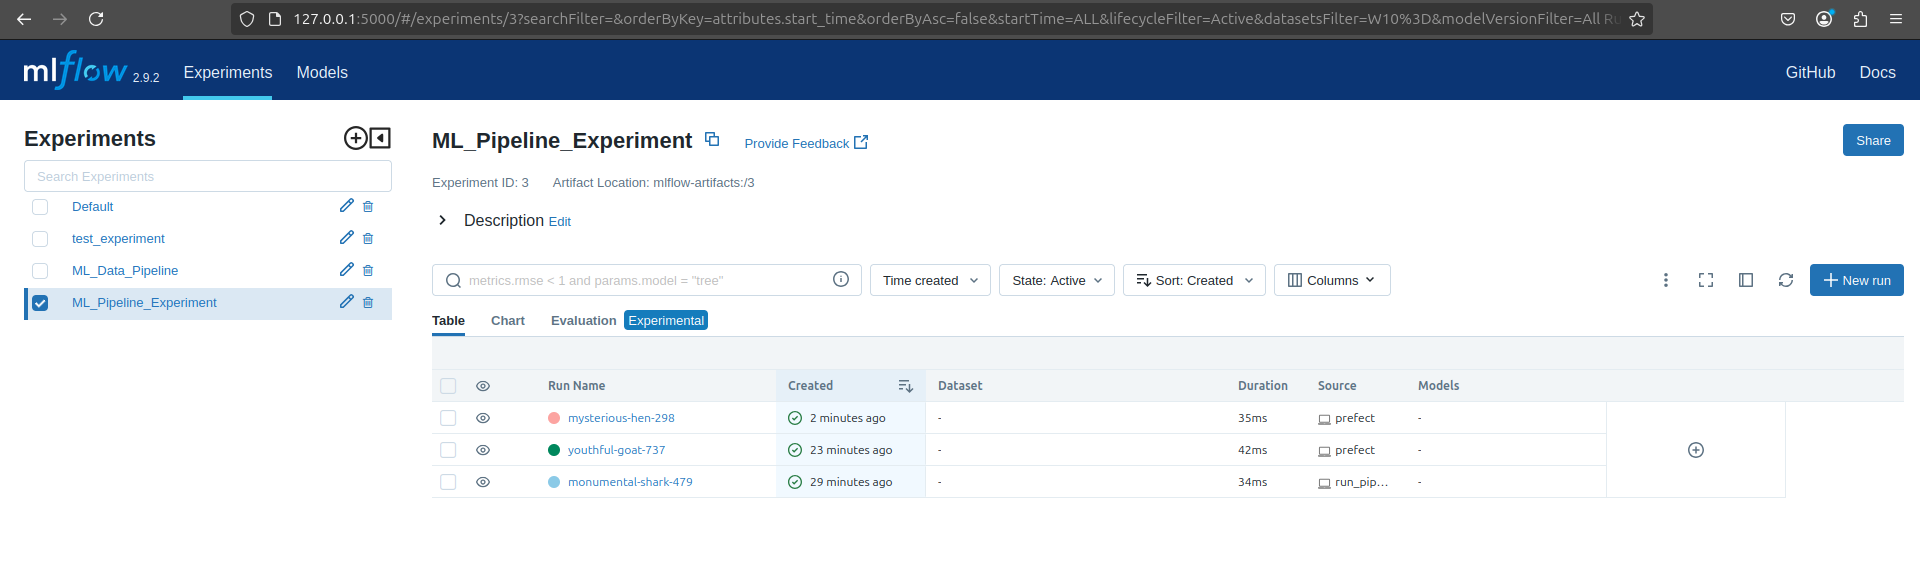 127.0.0.1:5000/#/experiments/3?searchFilter=&orderByKey=attributes.start_time&orderByAsc=false&startTime=ALL&lifecycleFilter=Active&datasetsFilter=W10%3D&modelVersionFilter=All Ru
mlflow 2.9.2 Experiments Models GitHub Docs
Experiments
Search Experiments
Default
test_experiment
ML_Data_Pipeline
ML_Pipeline_Experiment
ML_Pipeline_Experiment Provide Feedback Share
Experiment ID: 3 Artifact Location: mlflow-artifacts:/3
Description Edit
metrics.rmse < 1 and params.model = "tree" Time created State: Active Sort: Created Columns New run
Table Chart Evaluation Experimental
Run Name Created Dataset Duration Source Models
mysterious-hen-298 2 minutes ago - 35ms prefect -
youthful-goat-737 23 minutes ago - 42ms prefect -
monumental-shark-479 29 minutes ago - 34ms run_pip... -